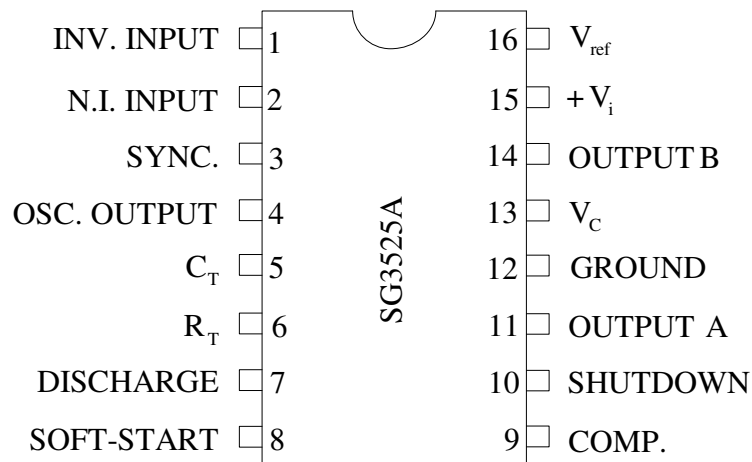 INV. INPUT 1 16 Vref
N.I. INPUT 2 15 +Vi
SYNC. 3 14 OUTPUT B
OSC. OUTPUT 4 13 VC
CT 5 12 GROUND
RT 6 11 OUTPUT A
DISCHARGE 7 10 SHUTDOWN
SOFT-START 8 9 COMP.
SG3525A